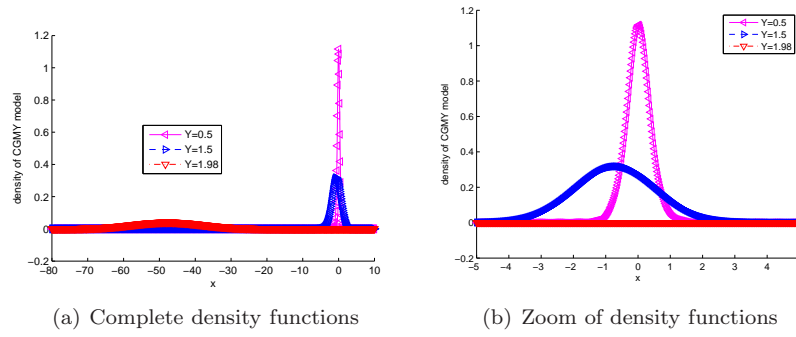 1.2
1
0.8
0.6
0.4
0.2
0
−0.2
density of CGMY model
Y=0.5
Y=1.5
Y=1.98
−80 −70 −60 −50 −40 −30 −20 −10 0 10
x
(a) Complete density functions
1.2
1
0.8
0.6
0.4
0.2
0
−0.2
density of CGMY model
Y=0.5
Y=1.5
Y=1.98
−5 −4 −3 −2 −1 0 1 2 3 4
x
(b) Zoom of density functions